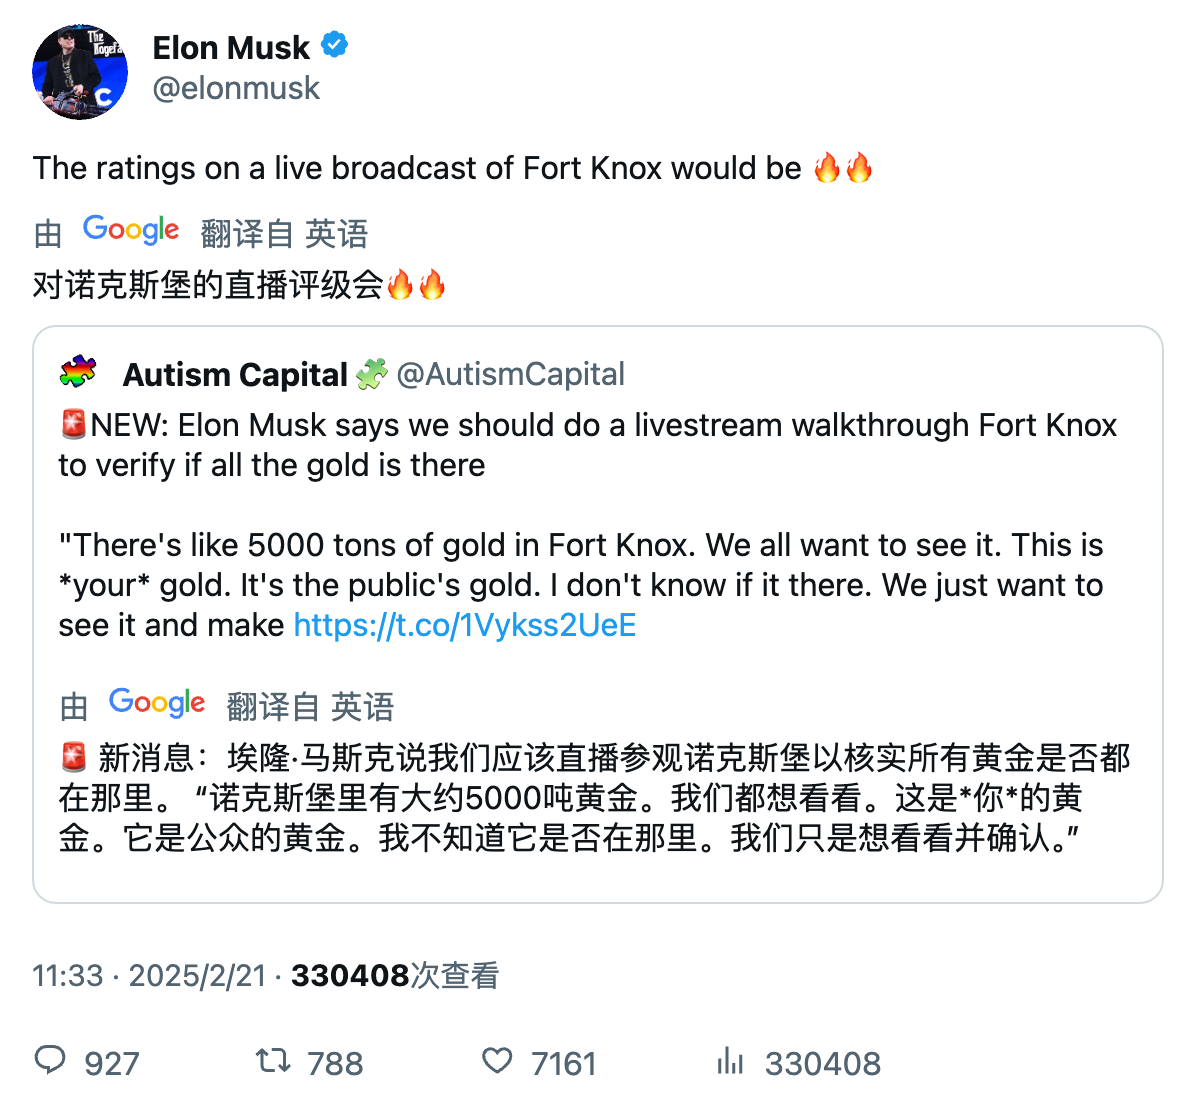 The DogeFa
C
Elon Musk
@elonmusk
The ratings on a live broadcast of Fort Knox would be 🔥🔥
由 Google 翻译自 英语
对诺克斯堡的直播评级会🔥🔥
Autism Capital 🧩 @AutismCapital
🚨NEW: Elon Musk says we should do a livestream walkthrough Fort Knox
to verify if all the gold is there
"There's like 5000 tons of gold in Fort Knox. We all want to see it. This is
*your* gold. It's the public's gold. I don't know if it there. We just want to
see it and make https://t.co/1Vykss2UeE
由 Google 翻译自 英语
🚨 新消息：埃隆·马斯克说我们应该直播参观诺克斯堡以核实所有黄金是否都
在那里。 “诺克斯堡里有大约5000吨黄金。我们都想看看。这是*你*的黄
金。它是公众的黄金。我不知道它是否在那里。我们只是想看看并确认。”
11:33 · 2025/2/21 · 330408次查看
927 788 7161 330408